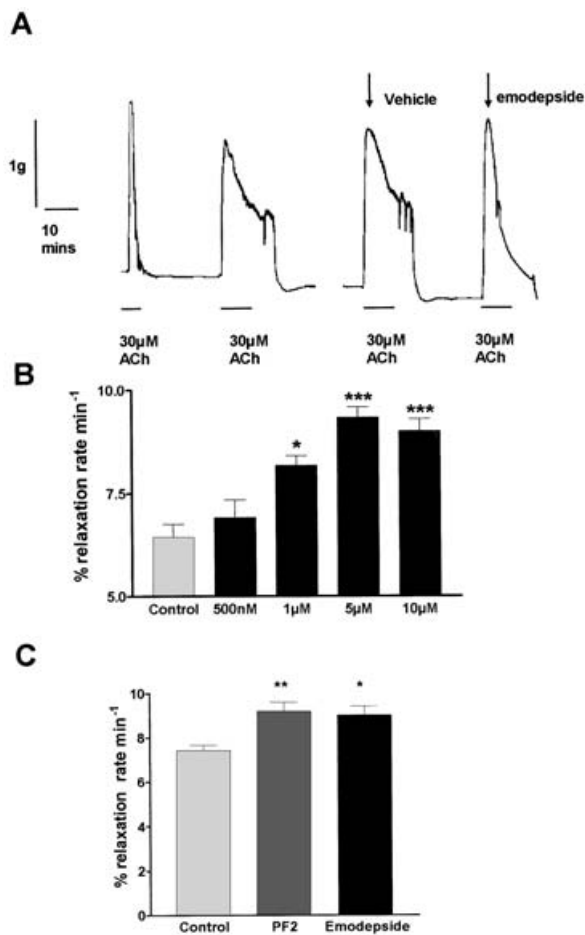 A
Vehicle emodepside
1g
10
mins
30µM 30µM 30µM 30µM
ACh ACh ACh ACh
B
% relaxation rate min-1
10.0
7.5
5.0
*
***
***
Control 500nM 1µM 5µM 10µM
C
% relaxation rate min-1
10
8
6
4
2
0
** *
Control PF2 Emodepside